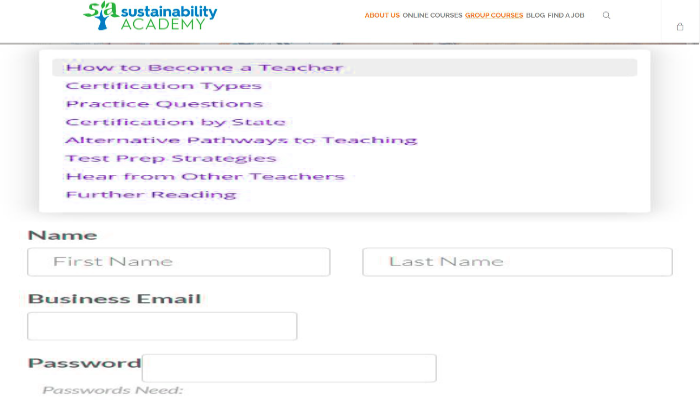 sa sustainability
ACADEMY
ABOUT US ONLINE COURSES GROUP COURSES BLOG FIND A JOB
How to Become a Teacher
Certification Types
Practice Questions
Certification by State
Alternative Pathways to Teaching
Test Prep Strategies
Hear from Other Teachers
Further Reading
Name
First Name Last Name
Business Email
Password
Passwords Need: